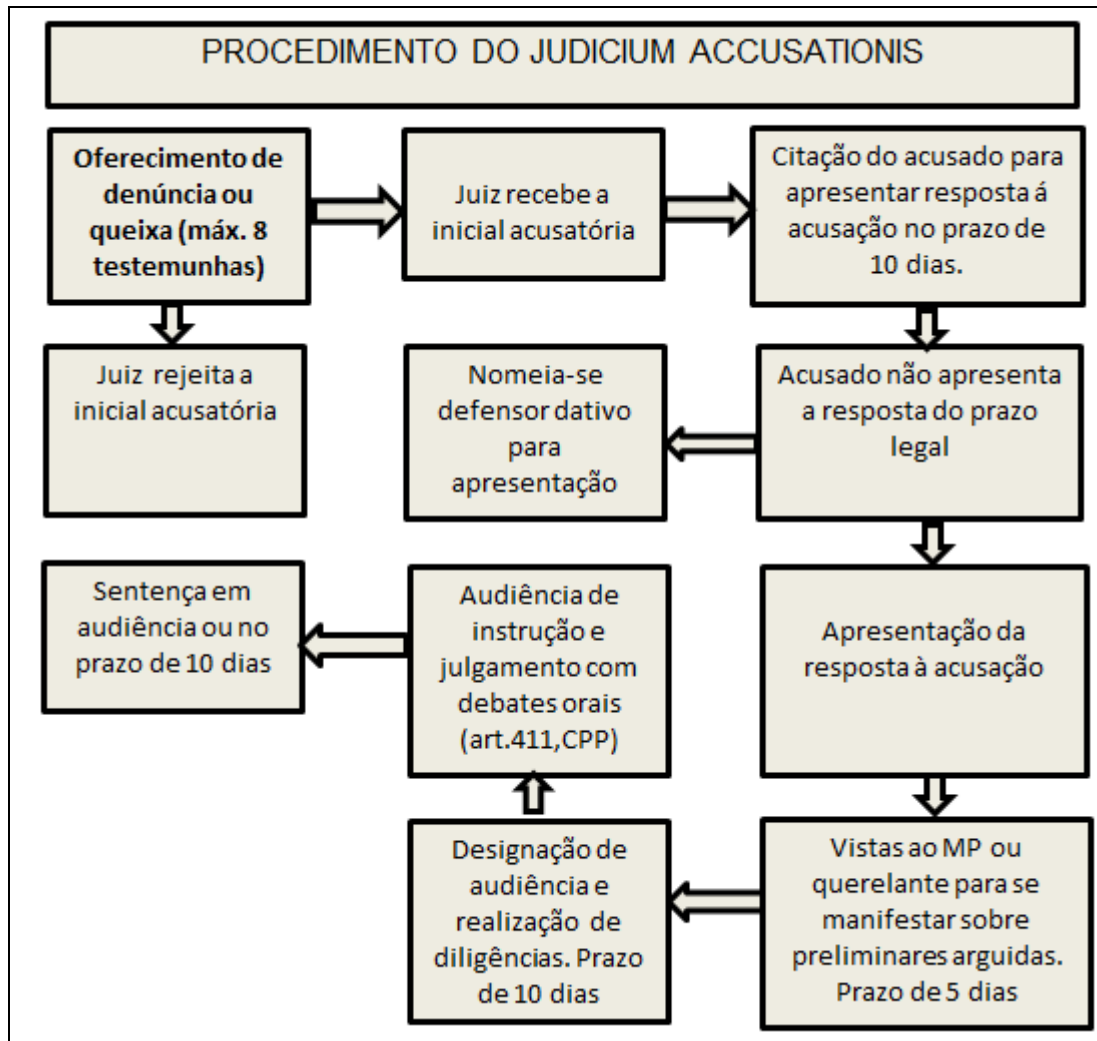 PROCEDIMENTO DO JUDICIUM ACCUSATIONIS
Oferecimento de
denúncia ou
queixa (máx. 8
testemunhas)
Juiz recebe a
inicial acusatória
Citação do acusado para
apresentar resposta á
acusação no prazo de
10 dias.
Juiz rejeita a
inicial acusatória
Nomeia-se
defensor dativo
para
apresentação
Acusado não apresenta
a resposta do prazo
legal
Sentença em
audiência ou no
prazo de 10 dias
Audiência de
instrução e
julgamento com
debates orais
(art.411,CPP)
Apresentação da
resposta à acusação
Designação de
audiência e
realização de
diligências. Prazo
de 10 dias
Vistas ao MP ou
querelante para se
manifestar sobre
preliminares arguidas.
Prazo de 5 dias